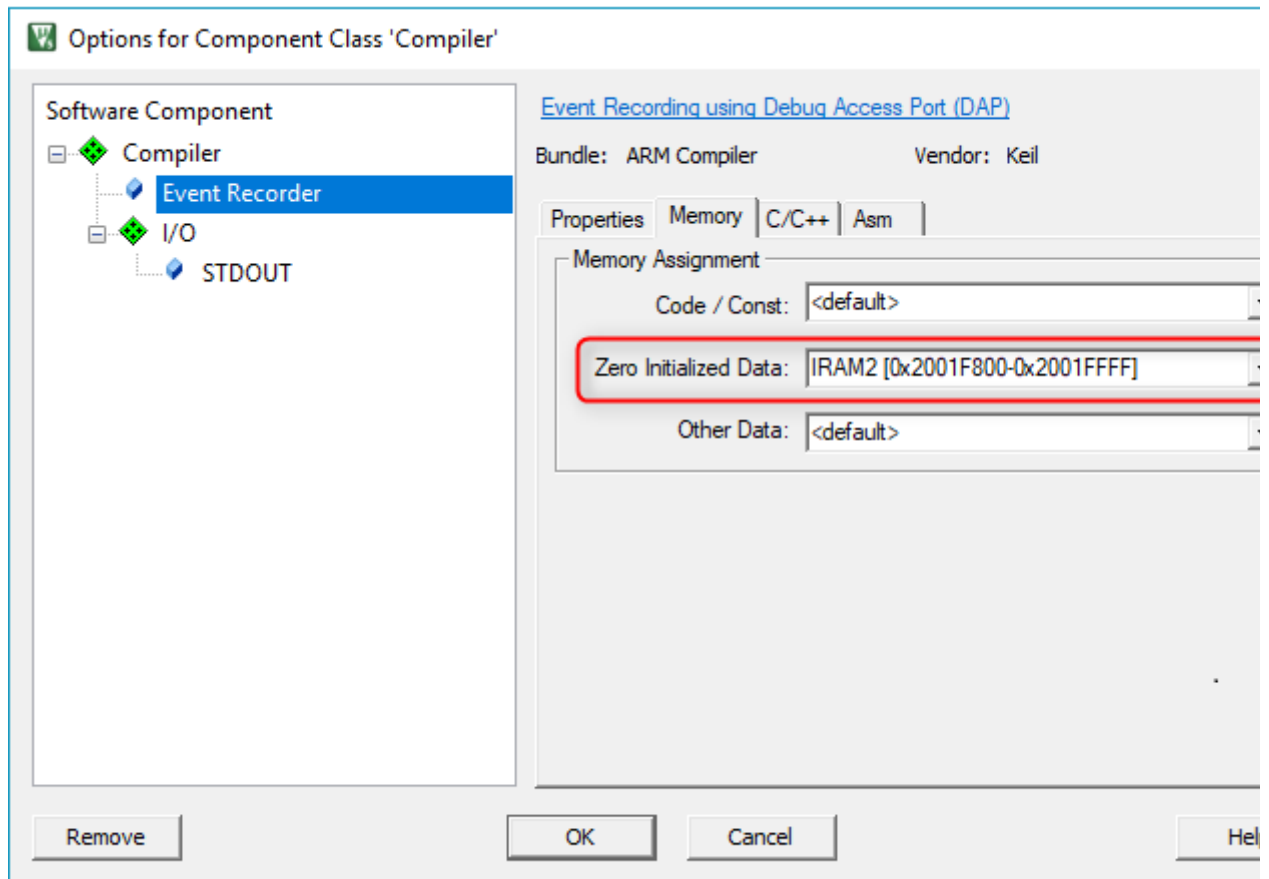 Options for Component Class 'Compiler'
Software Component
Compiler
Event Recorder
I/O
STDOUT
Event Recording using Debug Access Port (DAP)
Bundle: ARM Compiler Vendor: Keil
Properties Memory C/C++ Asm
Memory Assignment
Code / Const: <default>
Zero Initialized Data: IRAM2 [0x2001F800-0x2001FFFF]
Other Data: <default>
Remove OK Cancel Hel